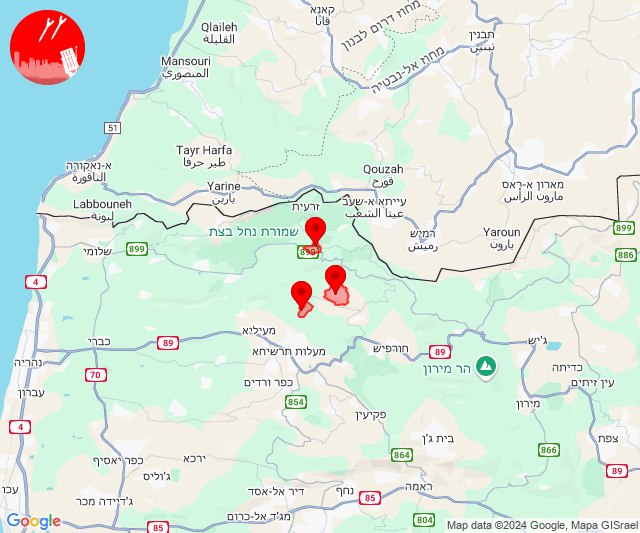 Qlaileh
القليلة
קאנא
قانا
מחוז דרום לבנון
תבנין
تبنين
Mansouri
المنصوري
מחוז אל-נבטיה
51
Tayr Harfa
طير حرفا
א-נאקורה
الناقورة
Qouzah
قوزح
Yarine
يارين
עייתא א-שעב
عيتا الشعب
מארון א-ראס
مارون الراس
Labbouneh
لبونة
זרעית
שמורת נחל בצת
רמיש
رميش
Yaroun
يارون
899
שלומי
899
899
886
4
מעיליא
כברי
89
נהריה
מעלות תרשיחא
חורפיש
89
ג'יש
הר מירון
כדיתה
70
כפר ורדים
עין זיתים
עברון
854
מירון
4
פקיעין
בית ג'ן
צפת
864
866
ירכא
כפר יאסיף
ג'וליס
89
עכו
דיר אל-אסד
נחף
ראמה
ג'דיידה מכר
85
85
מג'ד אל-כרום
804
Google
Map data ©2024 Google, Mapa GISrael